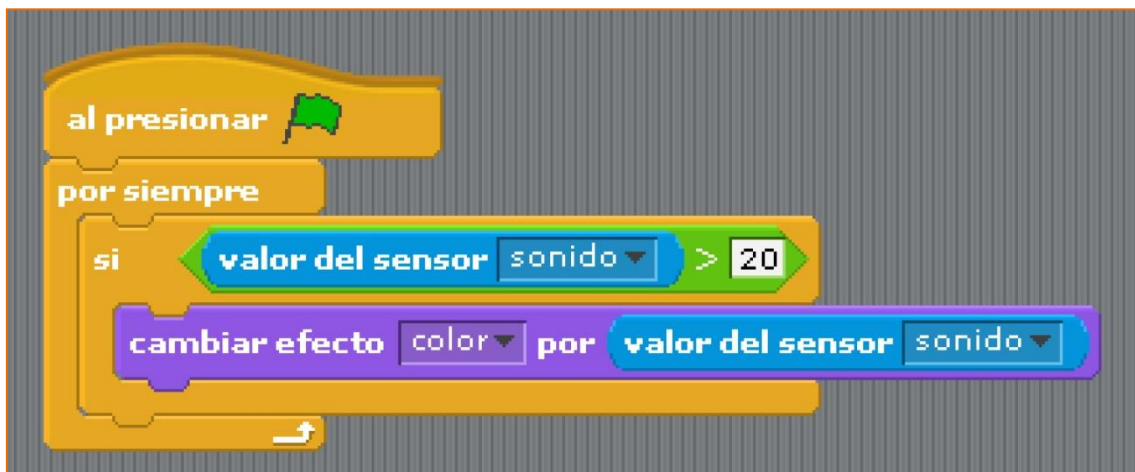 al presionar
por siempre
si valor del sensor sonido > 20
cambiar efecto color por valor del sensor sonido